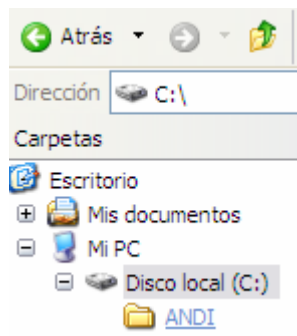 Atrás
Dirección C:\
Carpetas
Escritorio
Mis documentos
Mi PC
Disco local (C:)
ANDI